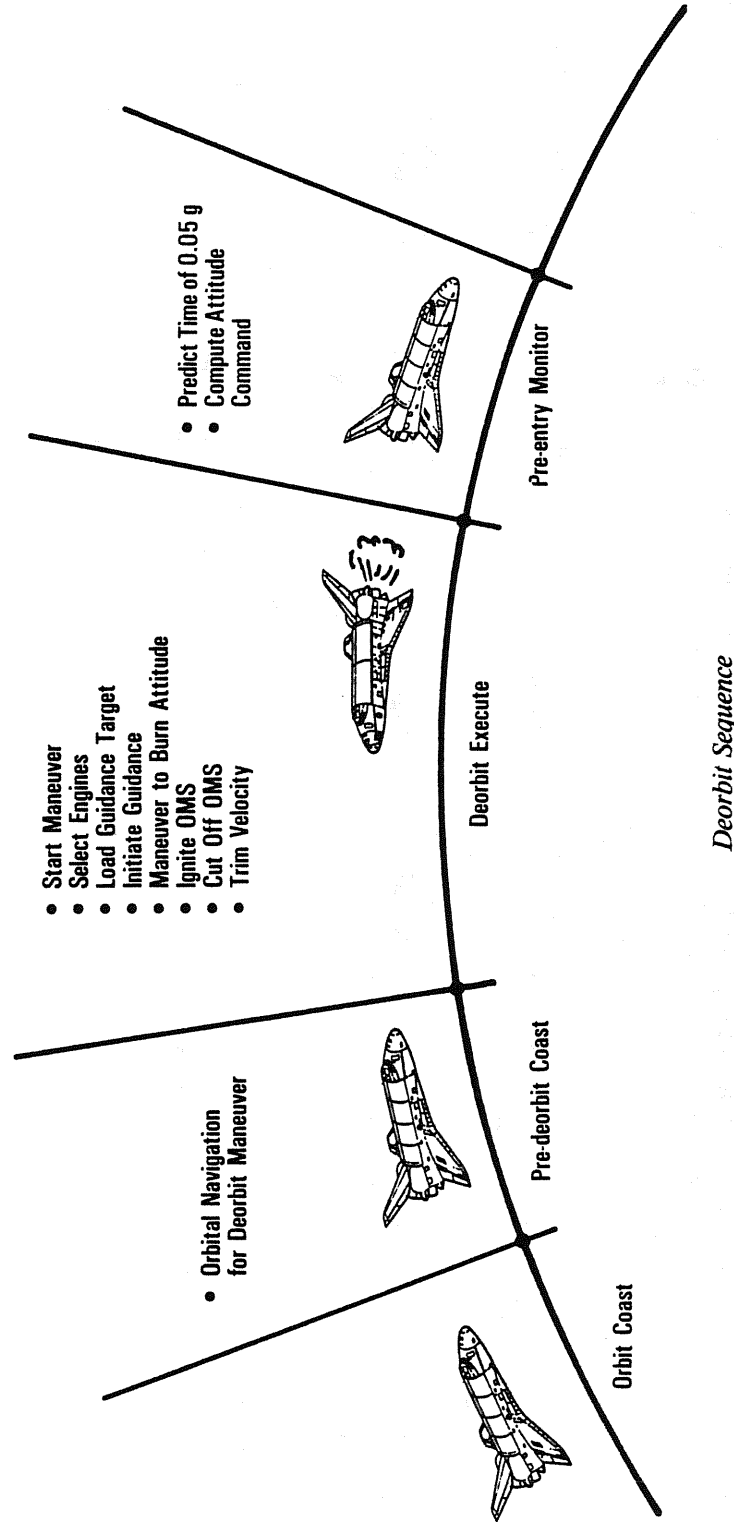 • Orbital Navigation
for Deorbit Maneuver
• Start Maneuver
• Select Engines
• Load Guidance Target
• Initiate Guidance
• Maneuver to Burn Attitude
• Ignite OMS
• Cut Off OMS
• Trim Velocity
• Predict Time of 0.05 g
• Compute Attitude
Command
Orbit Coast
Pre-deorbit Coast
Deorbit Execute
Pre-entry Monitor
Deorbit Sequence